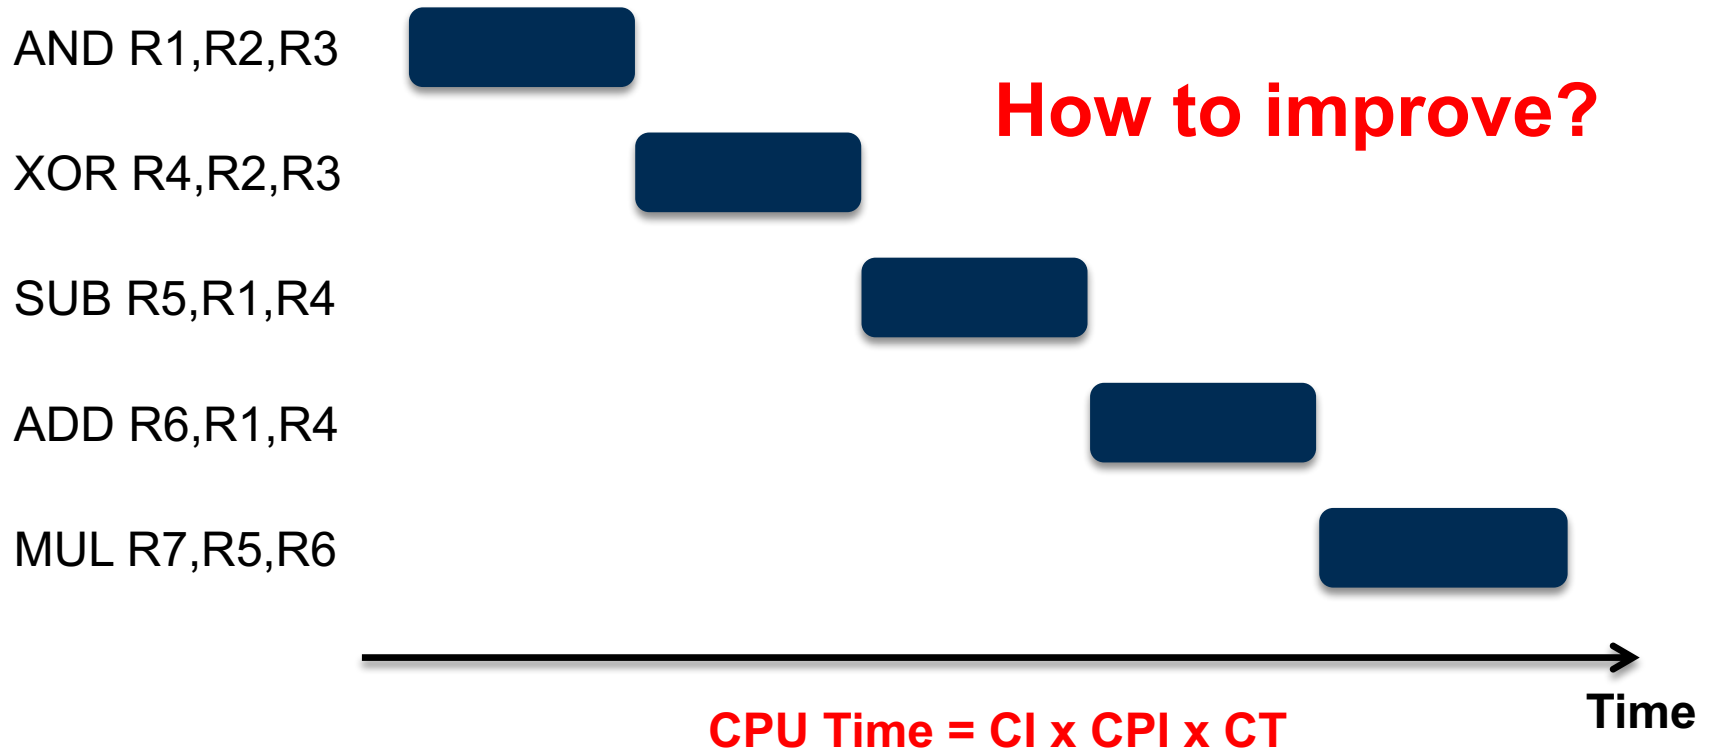 AND R1,R2,R3
How to improve?
XOR R4,R2,R3
SUB R5,R1,R4
ADD R6,R1,R4
MUL R7,R5,R6
Time
CPU Time = CI x CPI x CT